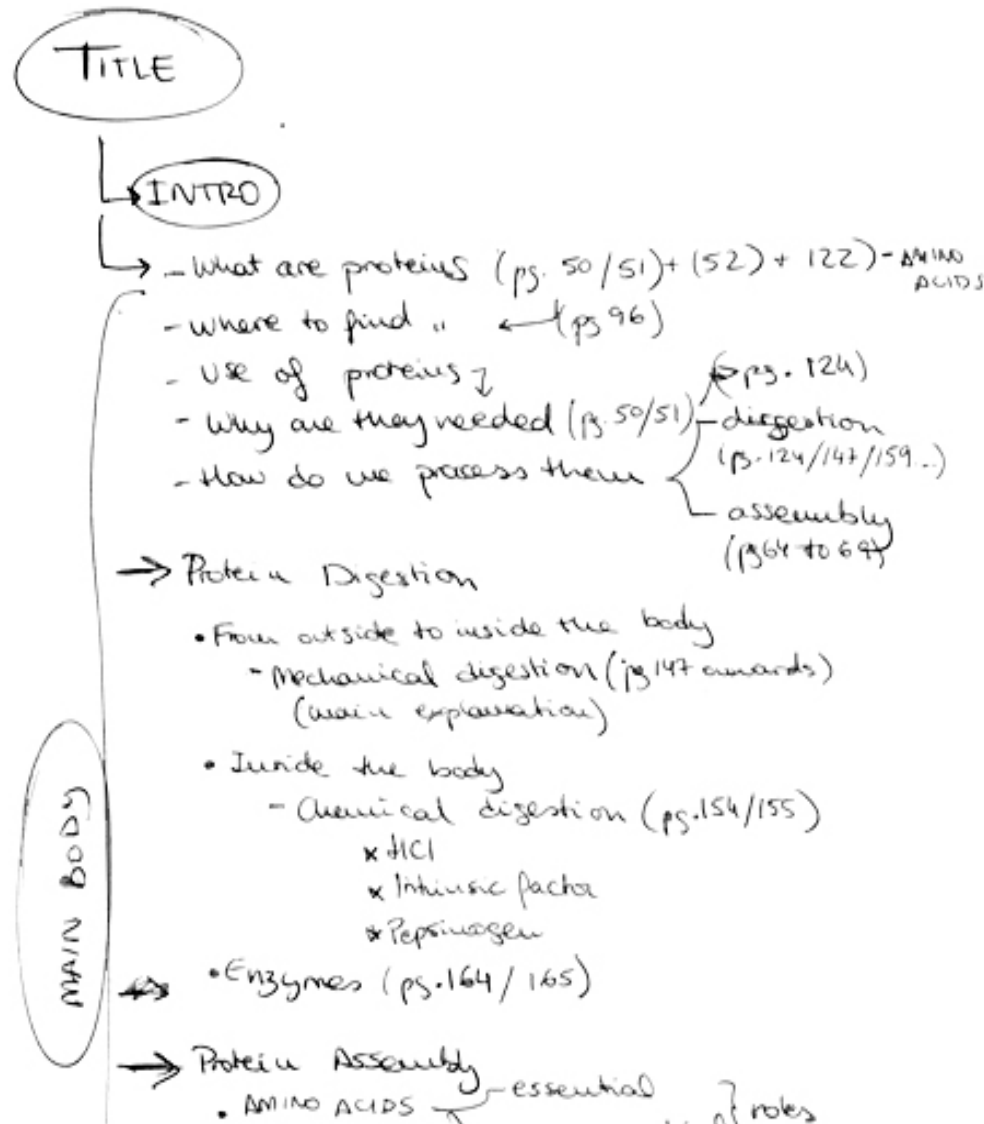 TITLE
INTRO
- What are proteins (pg. 50/51)+(52)+122)-AMINO ACIDS
- Where to find " ← (pg 96)
- Use of proteins
- Why are they needed (pg. 50/51)
→pg. 124)
- How do we process them
- disgestion
(pg. 124/147/159...)
- assembly
(pg 64 to 69)
→ Protein Digestion
• From outside to inside the body
- Mechanical digestion (pg 147 onwards)
(main explanation)
• Inside the body
- Chemical digestion (pg. 154/155)
x HCl
x Intrinsic factor
x Pepsinogen
MAIN BODY
• Enzymes (pg. 164/165)
→ Protein Assembly
• AMINO ACIDS - essential
} roles